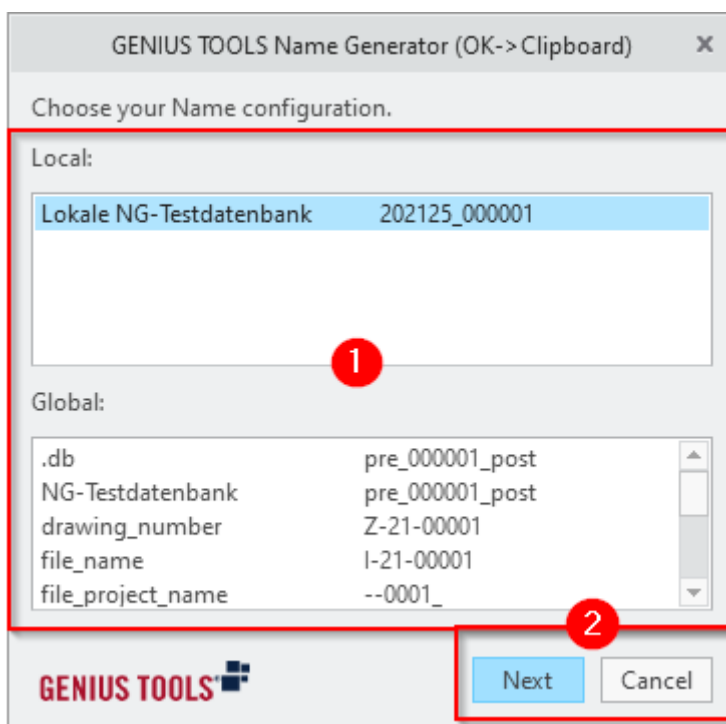 GENIUS TOOLS Name Generator (OK->Clipboard) x
Choose your Name configuration.
Local:
Lokale NG-Testdatenbank 202125_000001
1
Global:
.db pre_000001_post
NG-Testdatenbank pre_000001_post
drawing_number Z-21-00001
file_name I-21-00001
file_project_name --0001_
2
GENIUS TOOLS Next Cancel